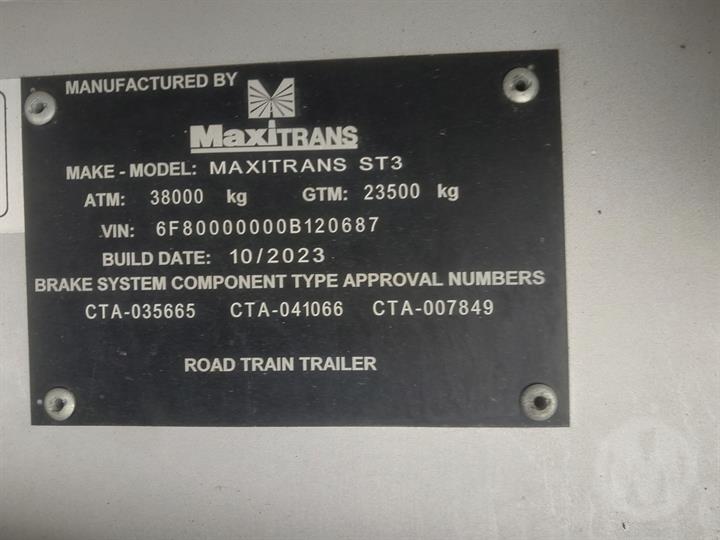 MANUFACTURED BY
MaxiTRANS
MAKE - MODEL: MAXITRANS ST3
ATM: 38000 kg GTM: 23500 kg
VIN: 6F80000000B120687
BUILD DATE: 10/2023
BRAKE SYSTEM COMPONENT TYPE APPROVAL NUMBERS
CTA-035665 CTA-041066 CTA-007849
ROAD TRAIN TRAILER
M